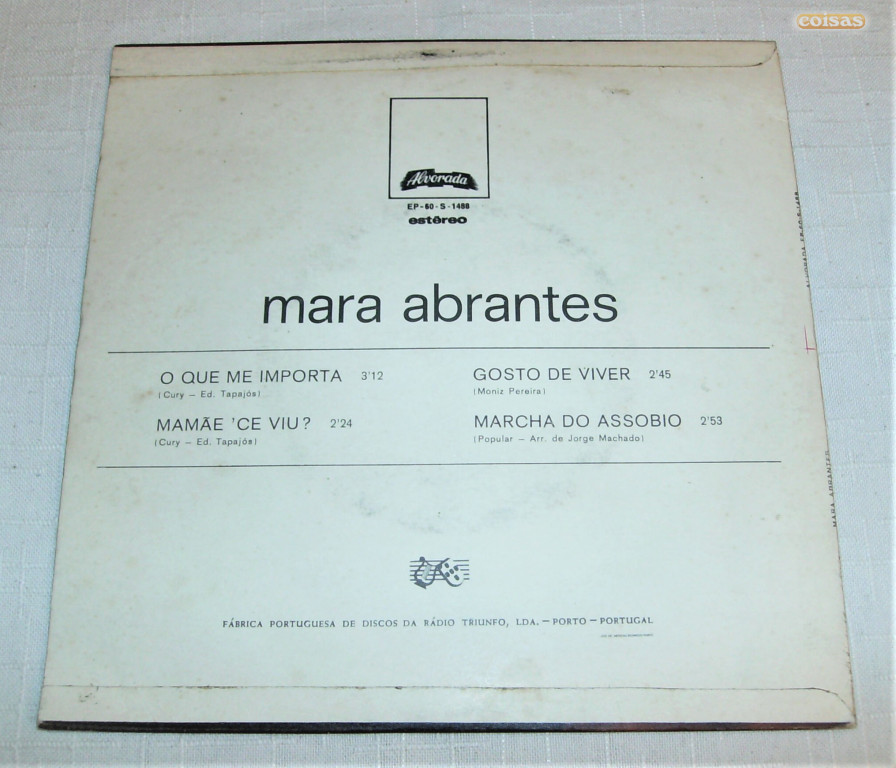 coisas
Alvorada
EP-60-S-1488
estéreo
mara abrantes
O QUE ME IMPORTA 3'12
(Cury – Ed. Tapajós)
MAMÃE 'CE VIU? 2'24
(Cury – Ed. Tapajós)
GOSTO DE VIVER 2'45
(Moniz Pereira)
MARCHA DO ASSOBIO 2'53
(Popular – Arr. de Jorge Machado)
FÁBRICA PORTUGUESA DE DISCOS DA RÁDIO TRIUNFO, LDA. – PORTO – PORTUGAL
MARA ABRANTES